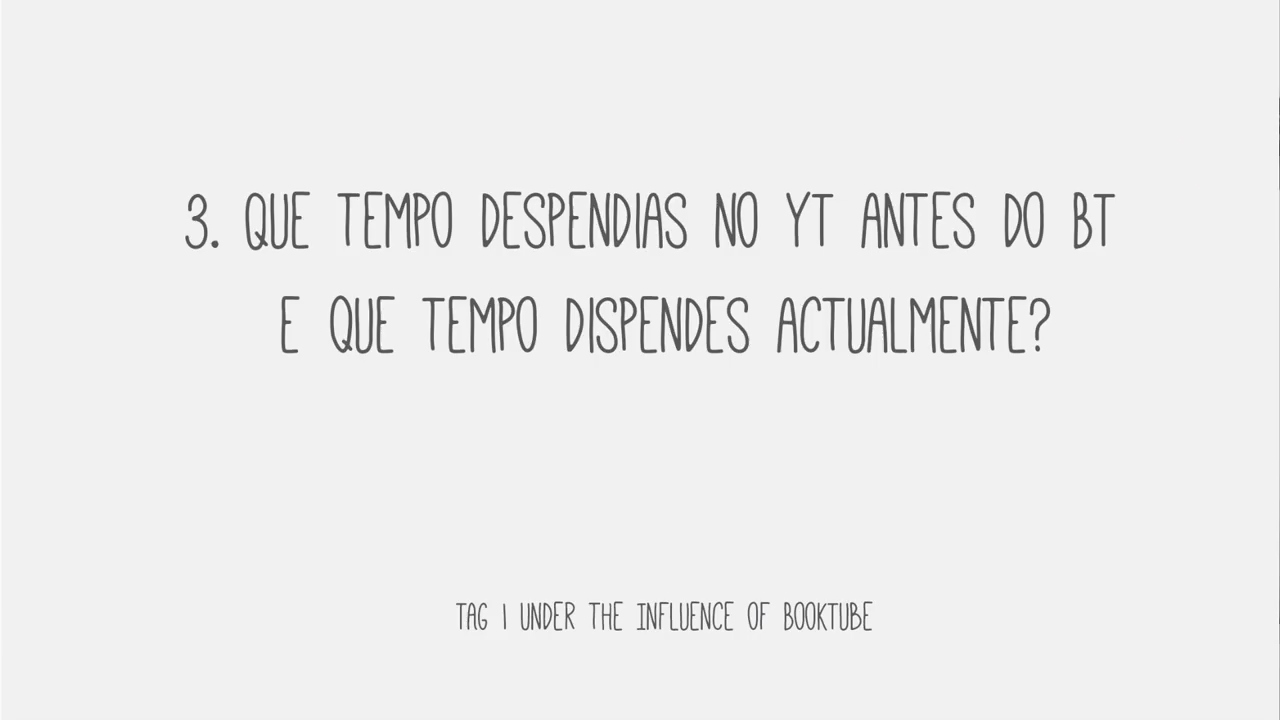 3. QUE TEMPO DESPENDIAS NO YT ANTES DO BT
E QUE TEMPO DISPENDES ACTUALMENTE?
TAG | UNDER THE INFLUENCE OF BOOKTUBE